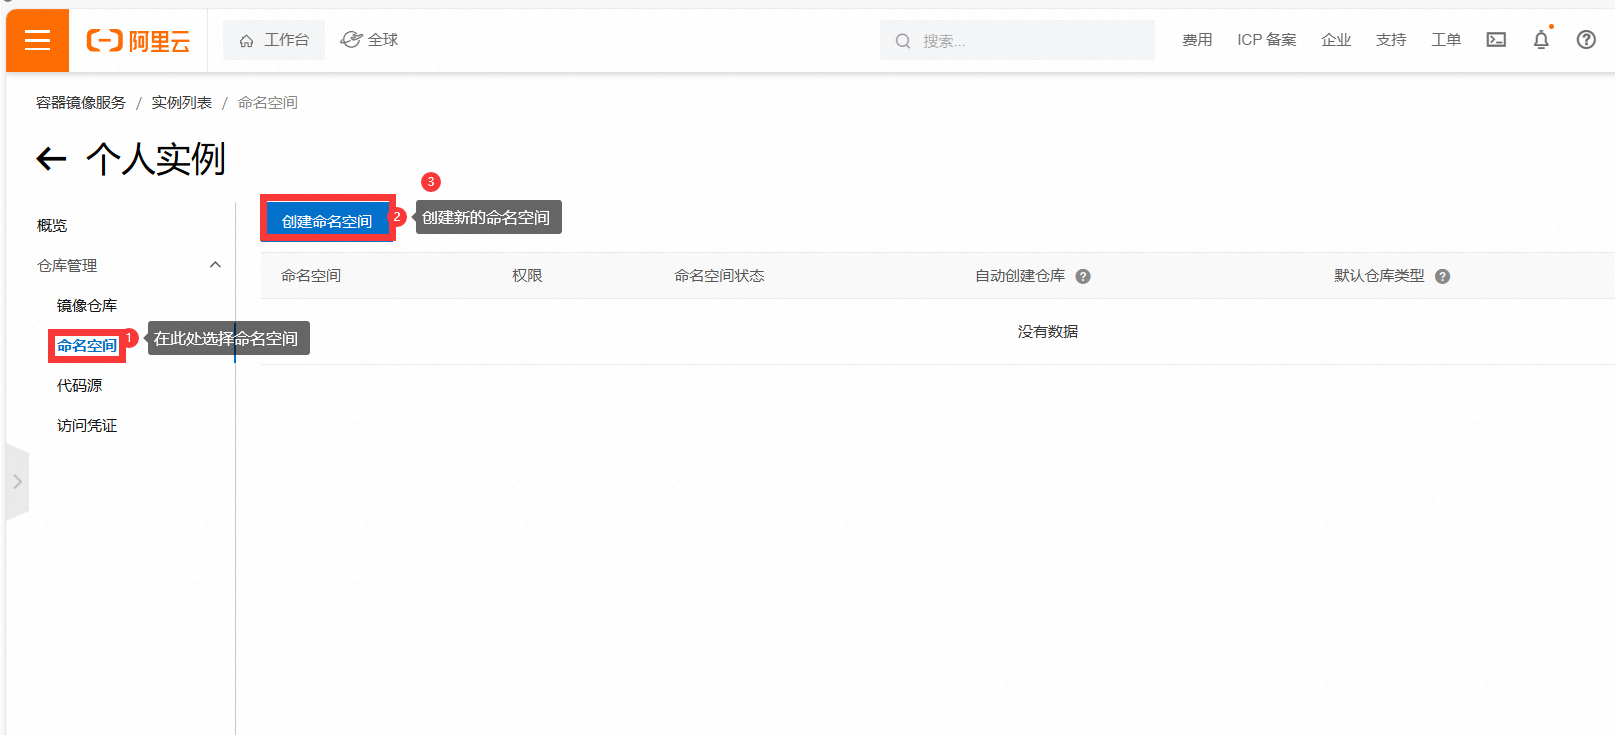 阿里云 工作台 全球 搜索... 费用 ICP 备案 企业 支持 工单
容器镜像服务 / 实例列表 / 命名空间
个人实例
3
创建命名空间 2 创建新的命名空间
概览
仓库管理
命名空间 权限 命名空间状态 自动创建仓库 默认仓库类型
镜像仓库
没有数据
命名空间 1 在此处选择命名空间
代码源
访问凭证